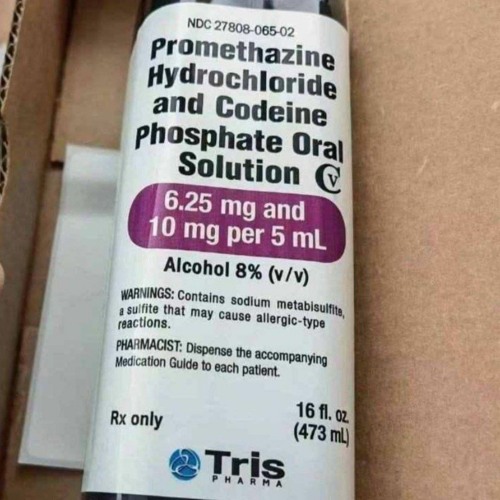 NDC 27808-065-02
Promethazine
Hydrochloride
and Codeine
Phosphate Oral
Solution CV
6.25 mg and
10 mg per 5 mL
Alcohol 8% (v/v)
WARNINGS: Contains sodium metabisulfite,
a sulfite that may cause allergic-type
reactions.
PHARMACIST: Dispense the accompanying
Medication Guide to each patient.
Rx only
16 fl. oz.
(473 mL)
Tris
PHARMA